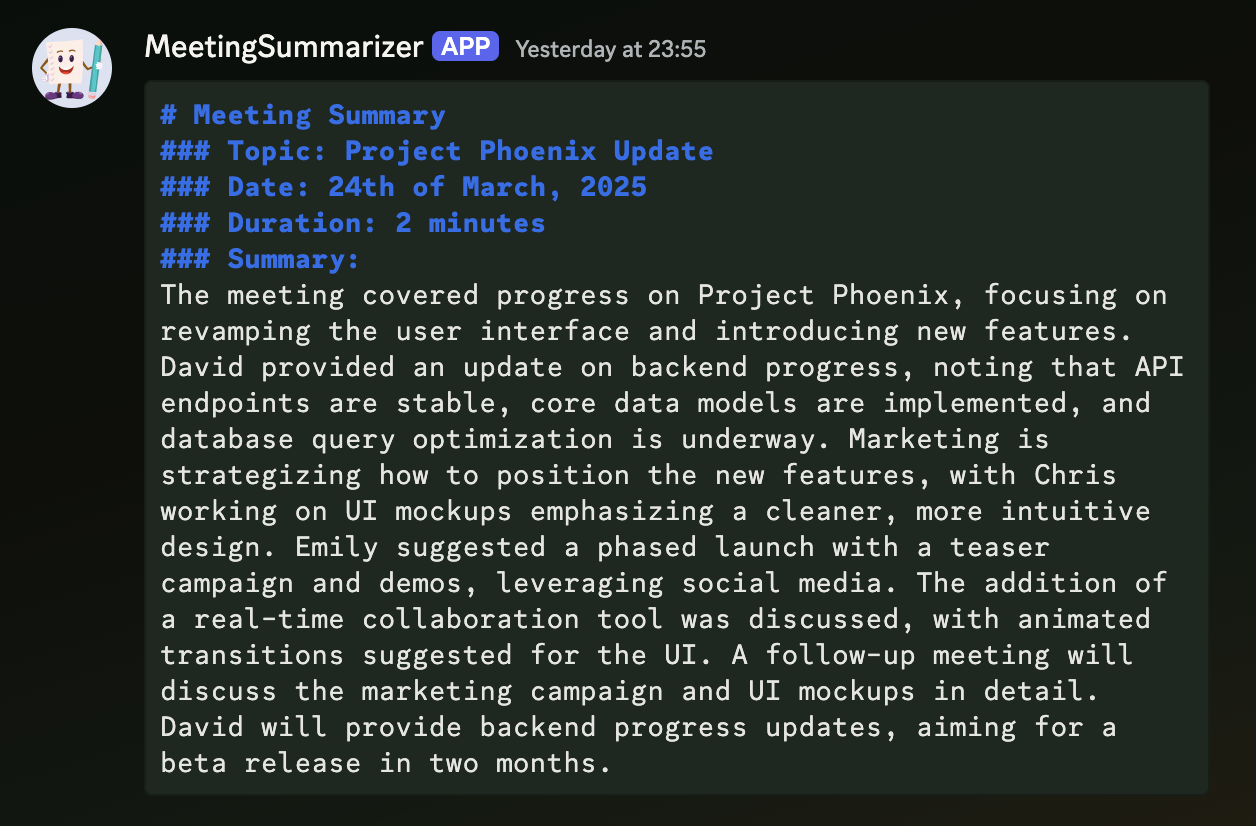 MeetingSummarizer APP Yesterday at 23:55
# Meeting Summary
### Topic: Project Phoenix Update
### Date: 24th of March, 2025
### Duration: 2 minutes
### Summary:
The meeting covered progress on Project Phoenix, focusing on
revamping the user interface and introducing new features.
David provided an update on backend progress, noting that API
endpoints are stable, core data models are implemented, and
database query optimization is underway. Marketing is
strategizing how to position the new features, with Chris
working on UI mockups emphasizing a cleaner, more intuitive
design. Emily suggested a phased launch with a teaser
campaign and demos, leveraging social media. The addition of
a real-time collaboration tool was discussed, with animated
transitions suggested for the UI. A follow-up meeting will
discuss the marketing campaign and UI mockups in detail.
David will provide backend progress updates, aiming for a
beta release in two months.